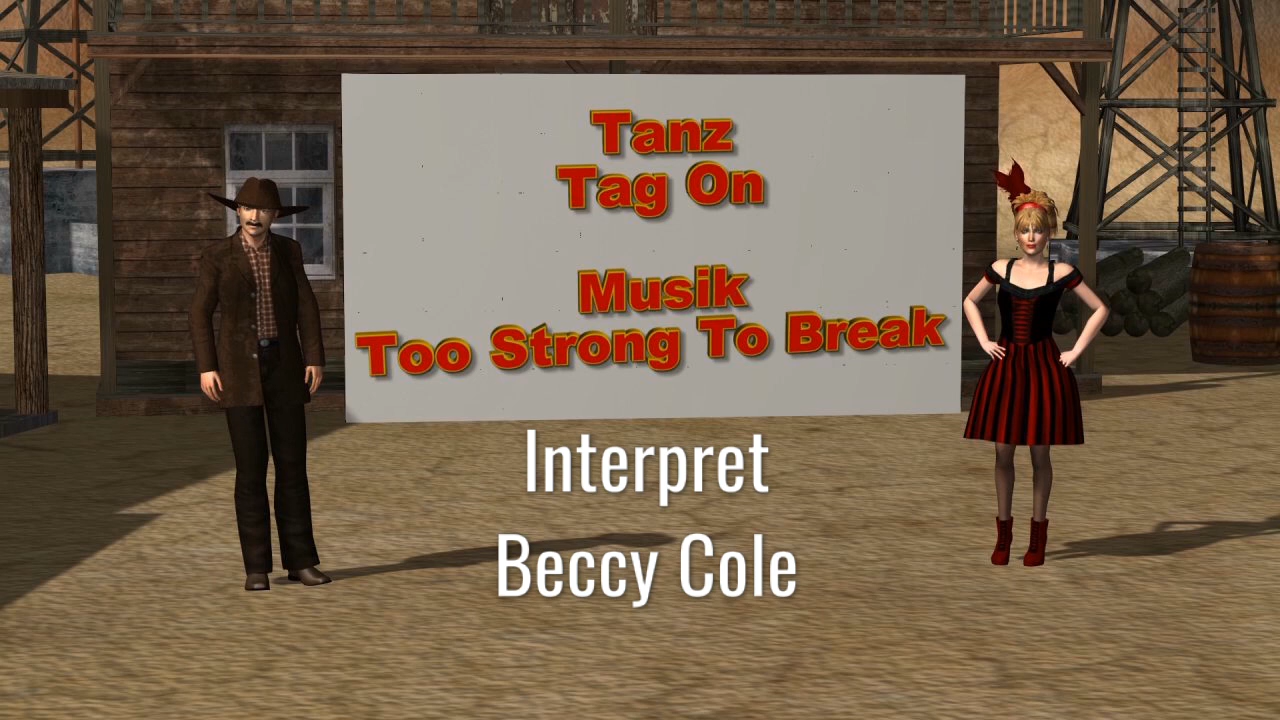 Tanz
Tag On
Musik
Too Strong To Break
Interpret
Beccy Cole